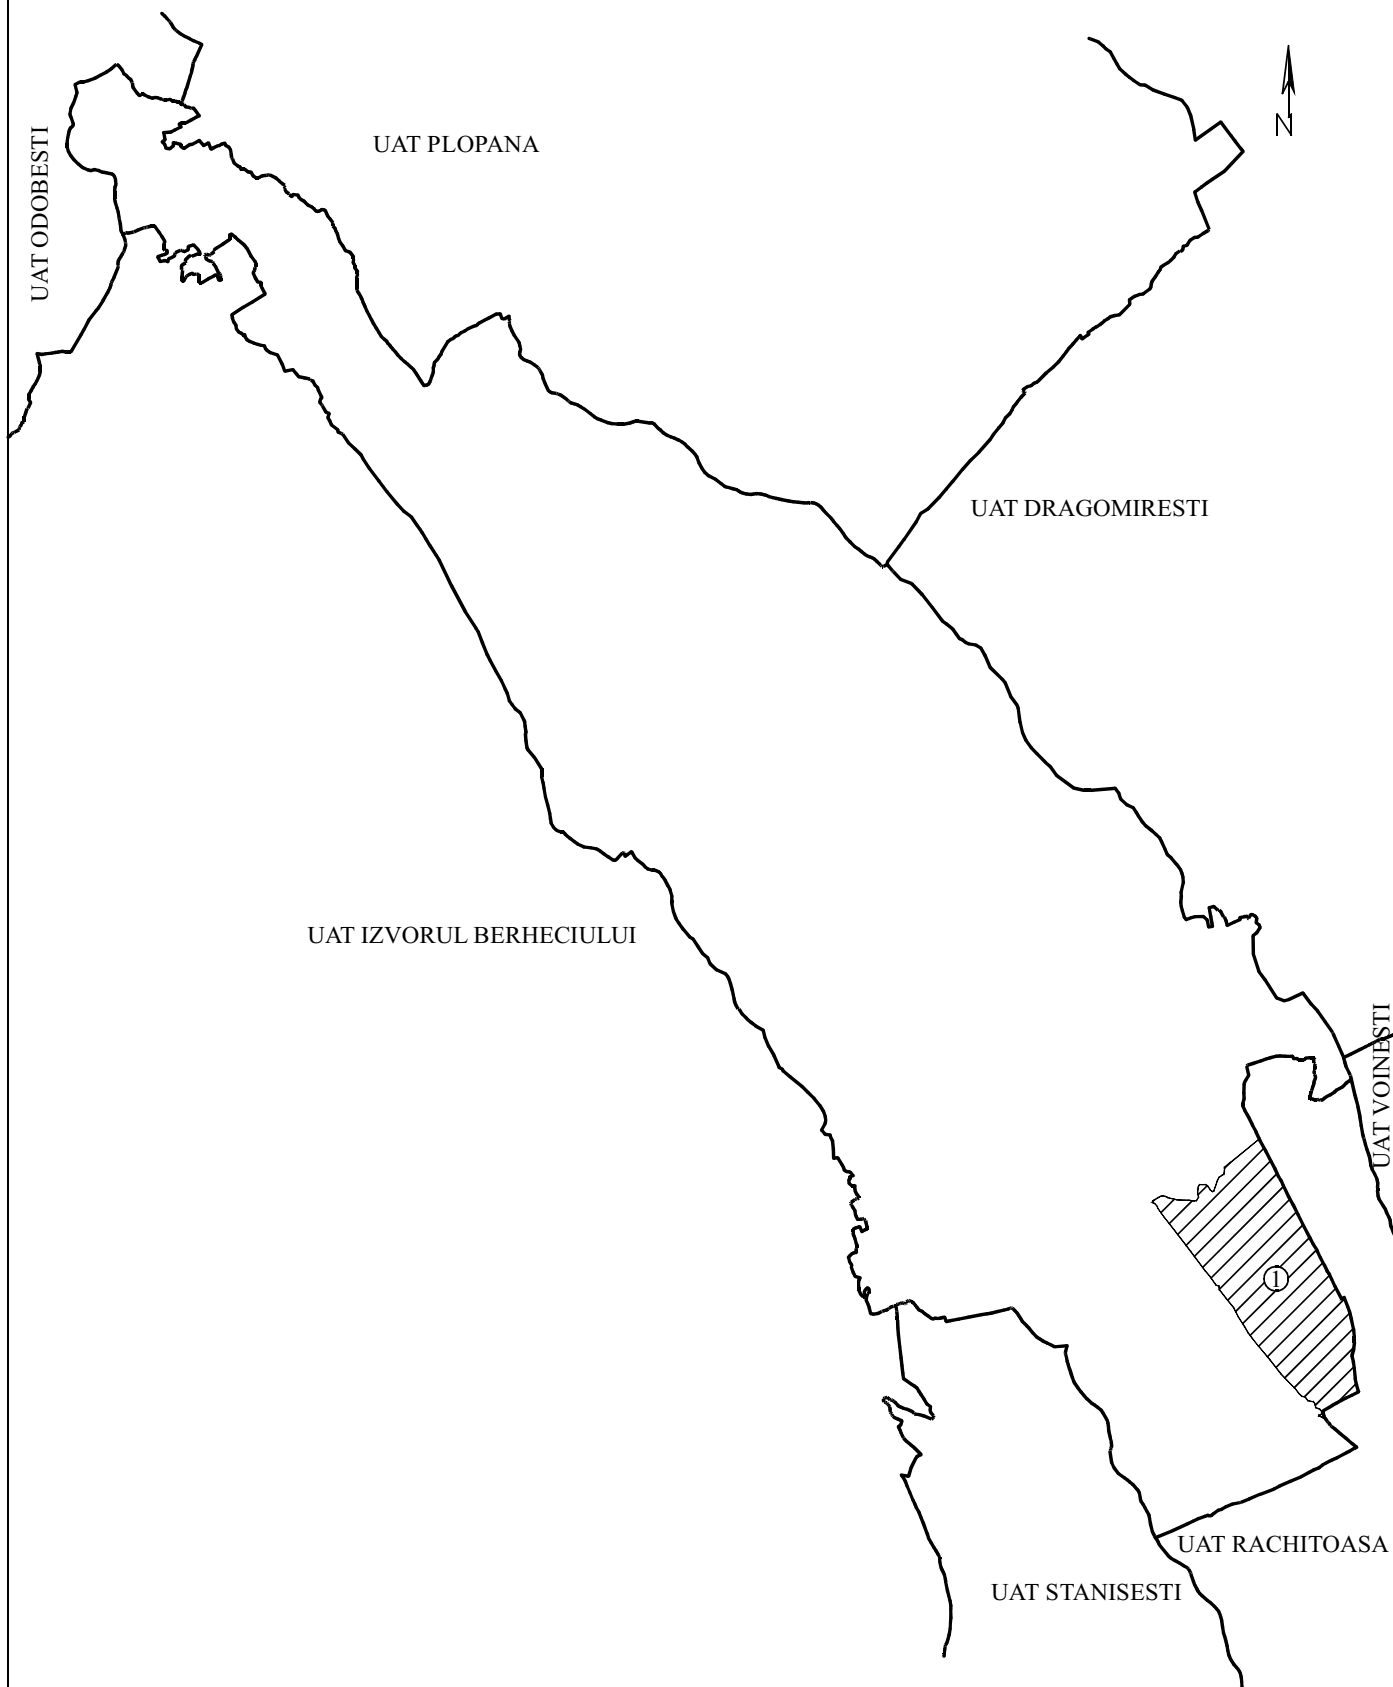 N
UAT PLOPANA
UAT ODOBESTI
UAT DRAGOMIRESTI
UAT IZVORUL BERHECIULUI
UAT VOINESTI
1
UAT RACHITOASA
UAT STANISESTI